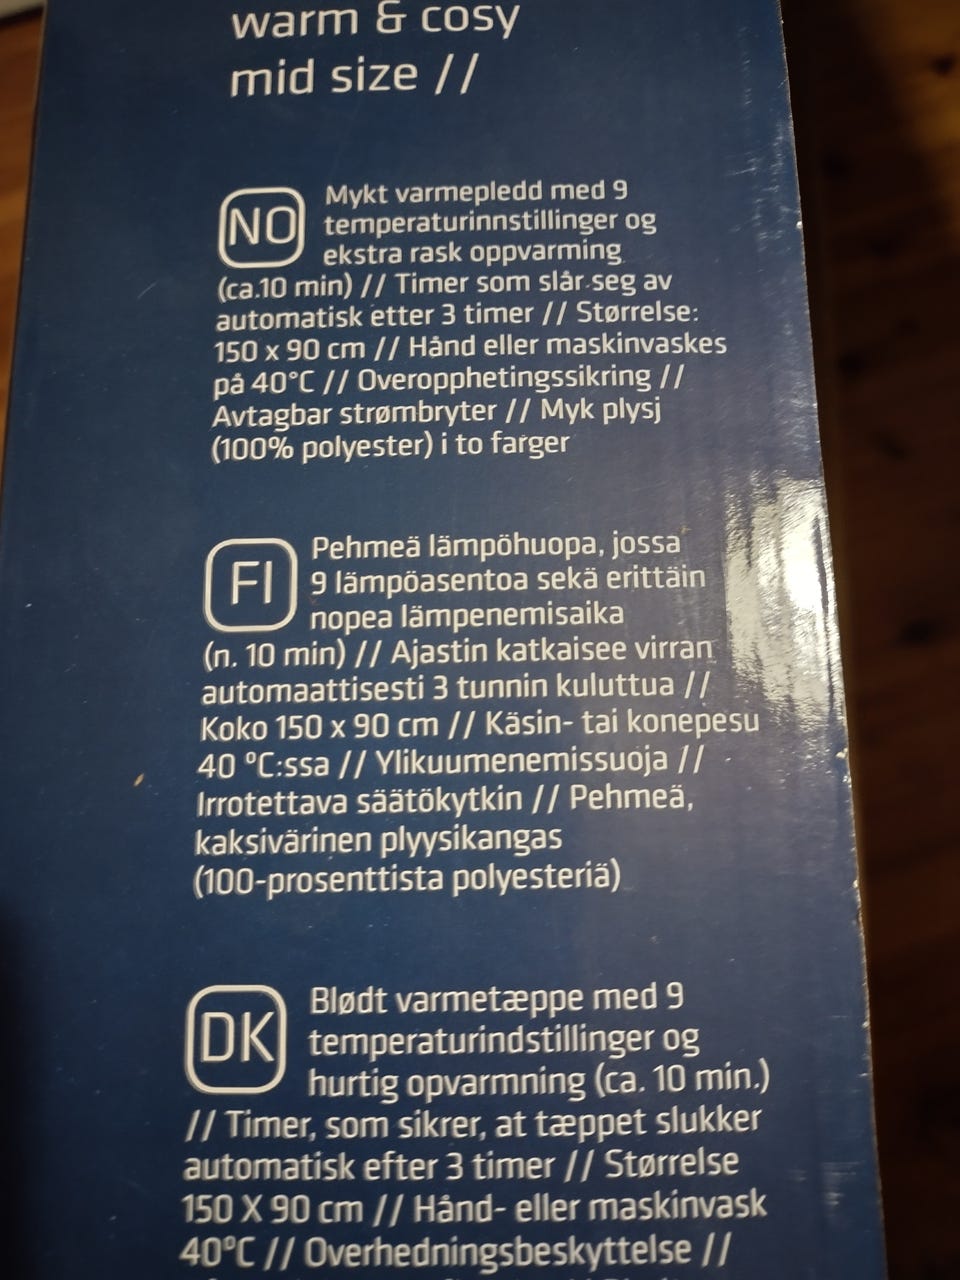 warm & cosy
mid size //
NO
Mykt varmepledd med 9
temperaturinnstillinger og
ekstra rask oppvarming
(ca.10 min) // Timer som slår seg av
automatisk etter 3 timer // Størrelse:
150 x 90 cm // Hånd eller maskinvaskes
på 40°C // Overopphetingssikring //
Avtagbar strømbryter // Myk plysj
(100% polyester) i to farger
FI
Pehmeä lämpöhuopa, jossa
9 lämpöasentoa sekä erittäin
nopea lämpenemisaika
(n. 10 min) // Ajastin katkaisee virran
automaattisesti 3 tunnin kuluttua //
Koko 150 x 90 cm // Käsin- tai konepesu
40 °C:ssa // Ylikuumenemissuoja //
Irrotettava säätökytkin // Pehmeä,
kaksivärinen plyysikangas
(100-prosenttista polyesteriä)
DK
Blødt varmetæppe med 9
temperaturindstillinger og
hurtig opvarmning (ca. 10 min.)
// Timer, som sikrer, at tæppet slukker
automatisk efter 3 timer // Størrelse
150 X 90 cm // Hånd- eller maskinvask
40°C // Overhedningsbeskyttelse //